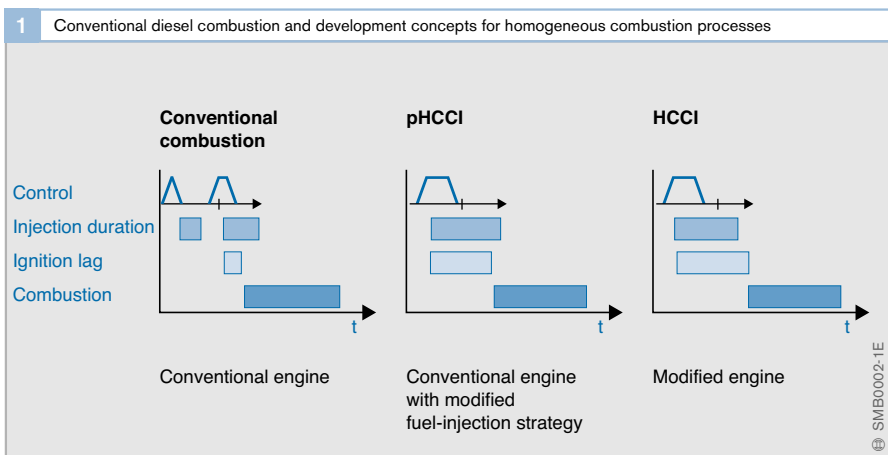 1
Conventional diesel combustion and development concepts for homogeneous combustion processes
Conventional
combustion
pHCCI
HCCI
Control
Injection duration
Ignition lag
Combustion
t
t
t
Conventional engine
Conventional engine
with modified
fuel-injection strategy
Modified engine
SMB0002-1E